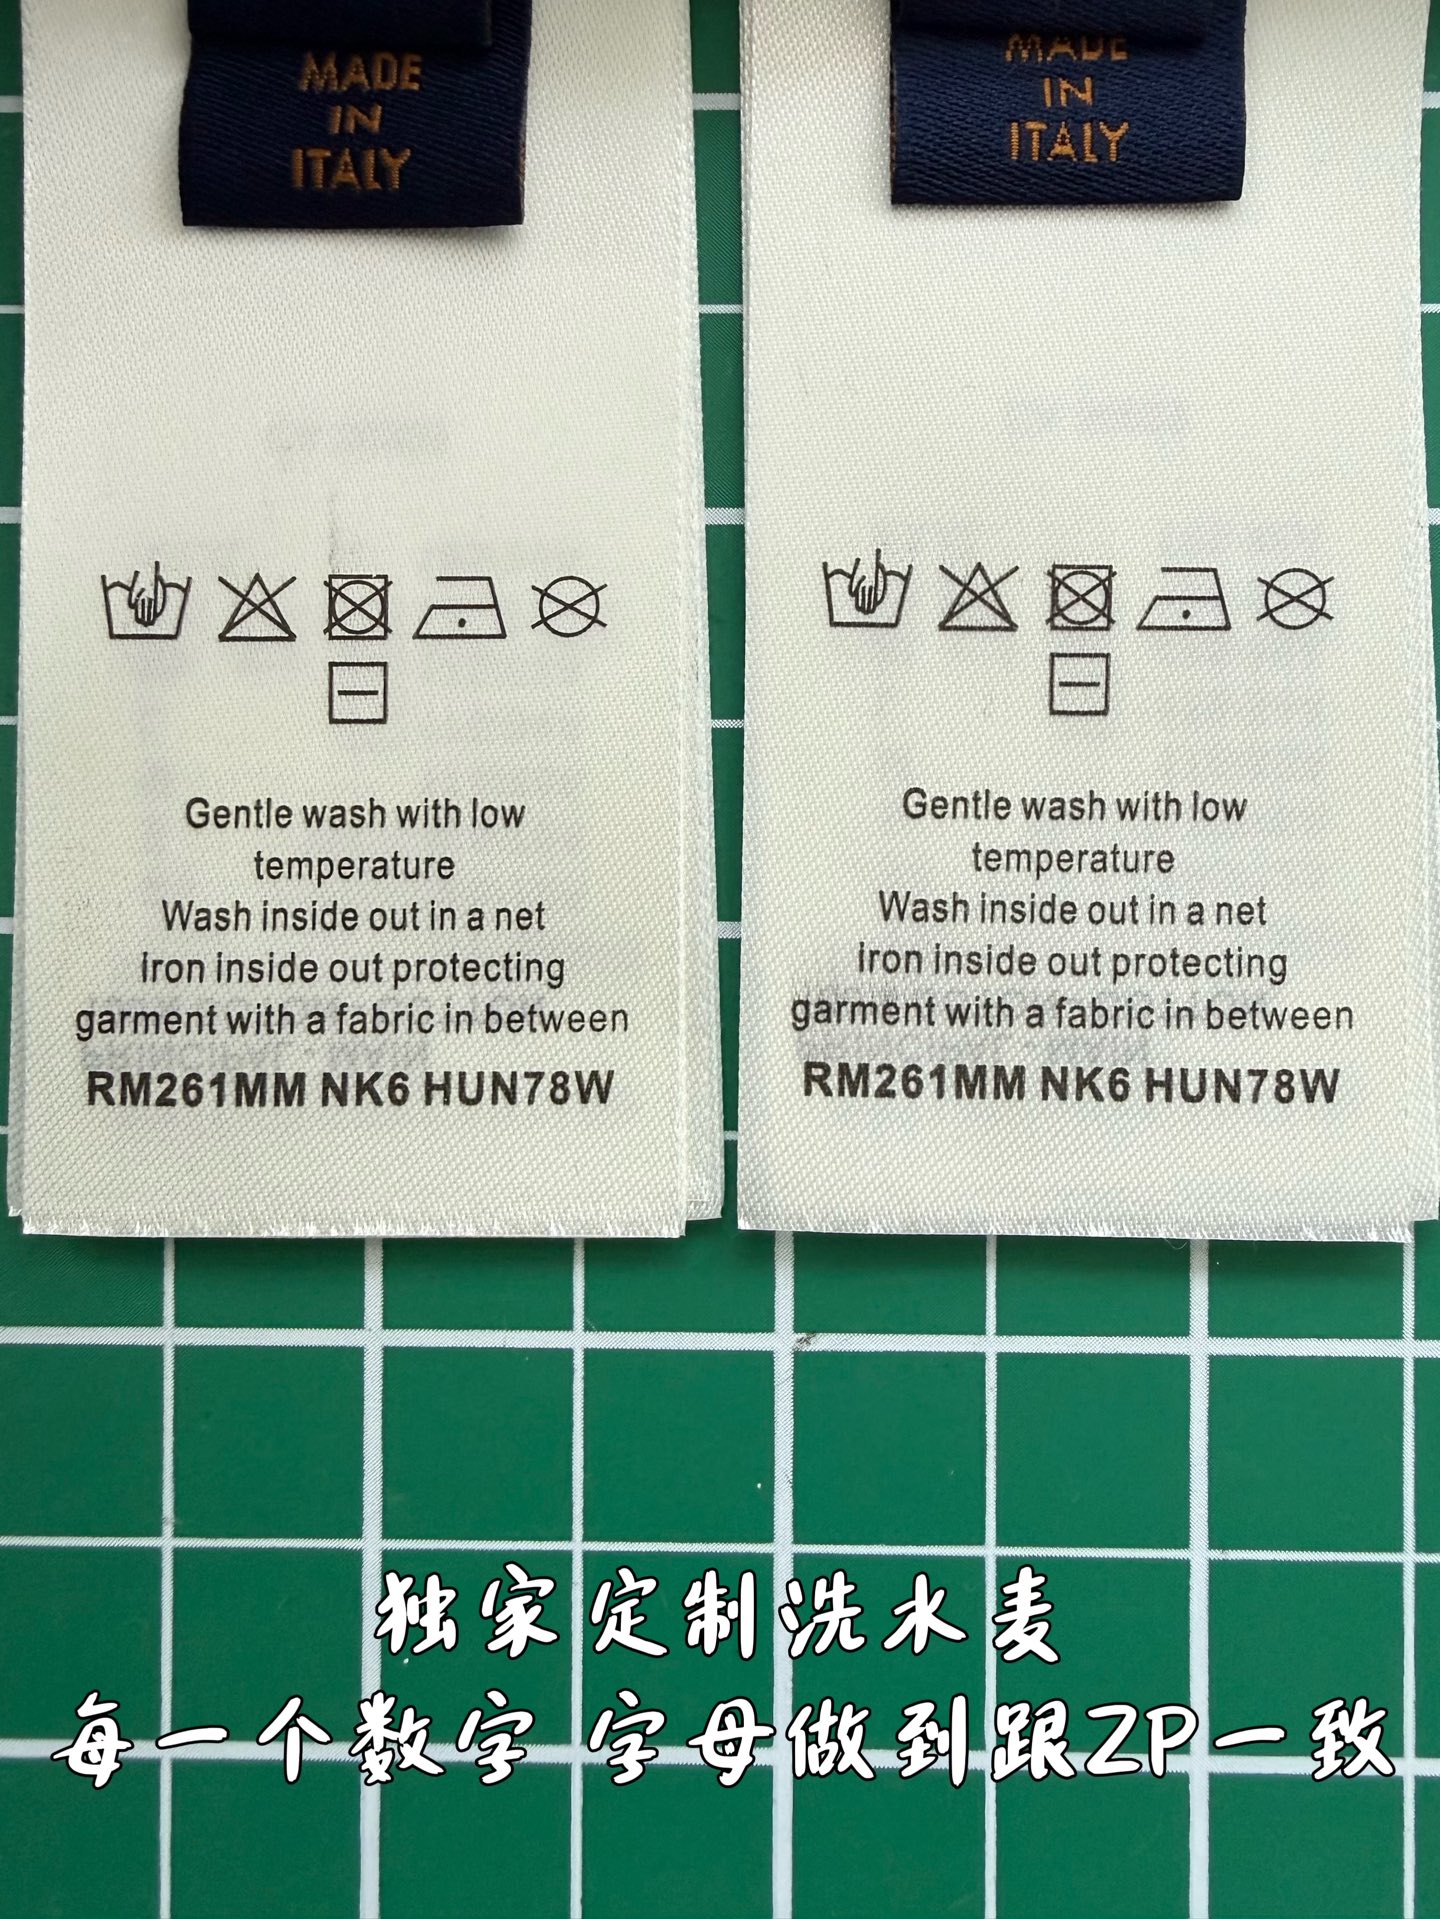 MADE
IN
ITALY
Gentle wash with low
temperature
Wash inside out in a net
Iron inside out protecting
garment with a fabric in between
RM261MM NK6 HUN78W
MADE
IN
ITALY
Gentle wash with low
temperature
Wash inside out in a net
Iron inside out protecting
garment with a fabric in between
RM261MM NK6 HUN78W
独家定制洗水麦
每一个数字 字母做到跟ZP一致